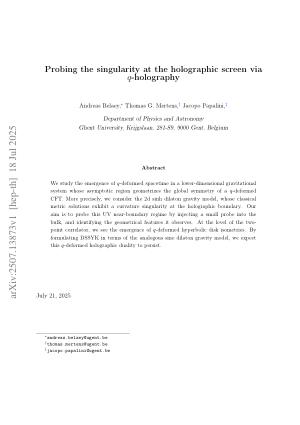 Probing the singularity at the holographic screen via
q-holography
Andreas Belaey,* Thomas G. Mertens,† Jacopo Papalini,‡
Department of Physics and Astronomy
Ghent University, Krijgslaan, 281-S9, 9000 Gent, Belgium
Abstract
We study the emergence of q-deformed spacetime in a lower-dimensional gravitational
system whose asymptotic region geometrizes the global symmetry of a q-deformed
CFT. More precisely, we consider the 2d sinh dilaton gravity model, whose classical
metric solutions exhibit a curvature singularity at the holographic boundary. Our
aim is to probe this UV near-boundary regime by injecting a small probe into the
bulk, and identifying the geometrical features it observes. At the level of the two-
point correlator, we see the emergence of q-deformed hyperbolic disk isometries. By
formulating DSSYK in terms of the analogous sine dilaton gravity model, we expect
this q-deformed holographic duality to persist.
July 21, 2025
*andreas.belaey@ugent.be
†thomas.mertens@ugent.be
‡jacopo.papalini@ugent.be
arXiv:2507.13873v1 [hep-th] 18 Jul 2025